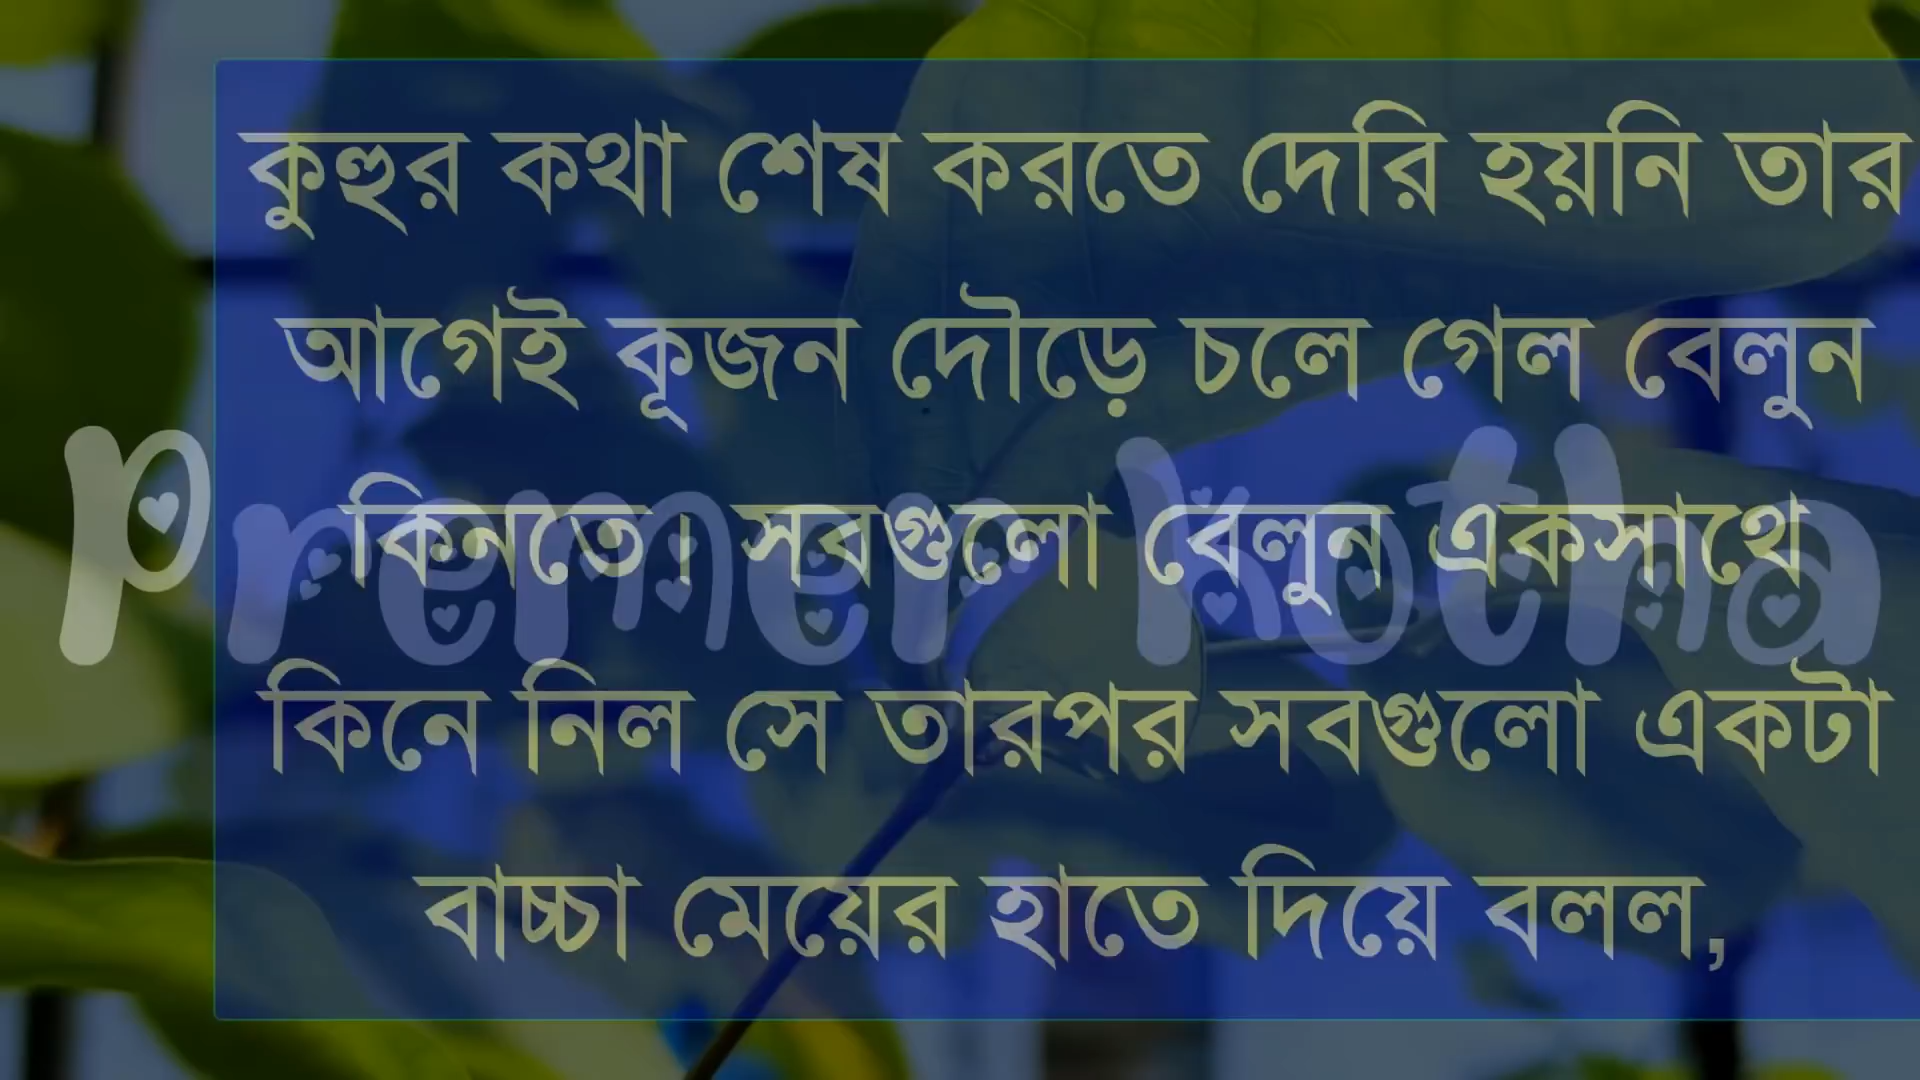 কুহুর কথা শেষ করতে দেরি হয়নি তার
আগেই কূজন দৌড়ে চলে গেল বেলুন
কিনতে। সবগুলো বেলুন একসাথে
Premer kotha
কিনে নিল সে তারপর সবগুলো একটা
বাচ্চা মেয়ের হাতে দিয়ে বলল,